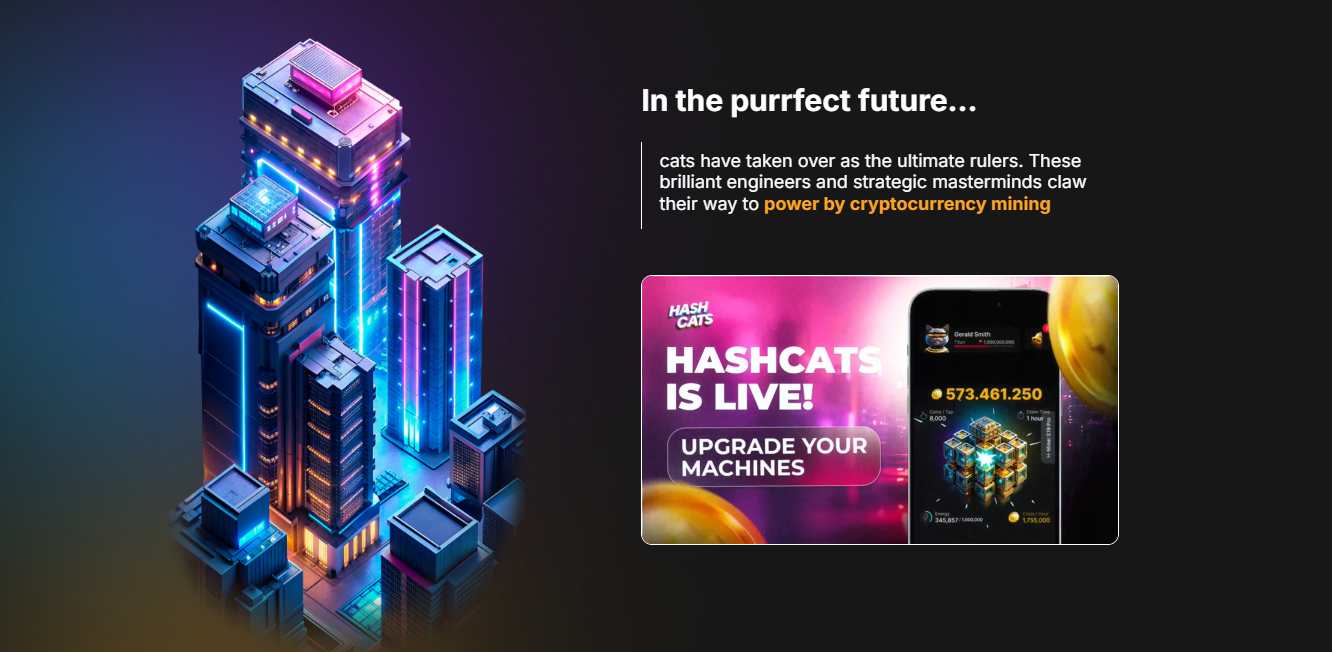 In the purrfect future...
cats have taken over as the ultimate rulers. These
brilliant engineers and strategic masterminds claw
their way to power by cryptocurrency mining
HASH
CATS
HASHCATS
IS LIVE!
UPGRADE YOUR
MACHINES
Gerald Smith
Titan 1,000,000,000
573.461.250
Coins / Tap
8,000
Claim Time
1 hour
Energy
345,857 / 1,000,000
Coins / Hour
1,755,000